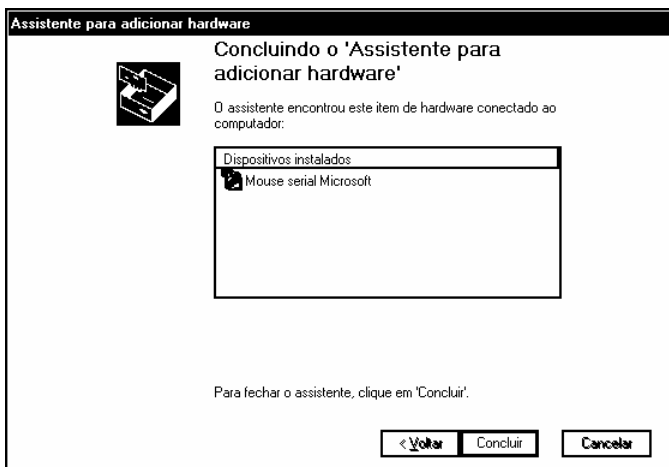 Assistente para adicionar hardware
Concluindo o 'Assistente para
adicionar hardware'
O assistente encontrou este item de hardware conectado ao
computador:
Dispositivos instalados
Mouse serial Microsoft
Para fechar o assistente, clique em 'Concluir'.
< Voltar Concluir Cancelar